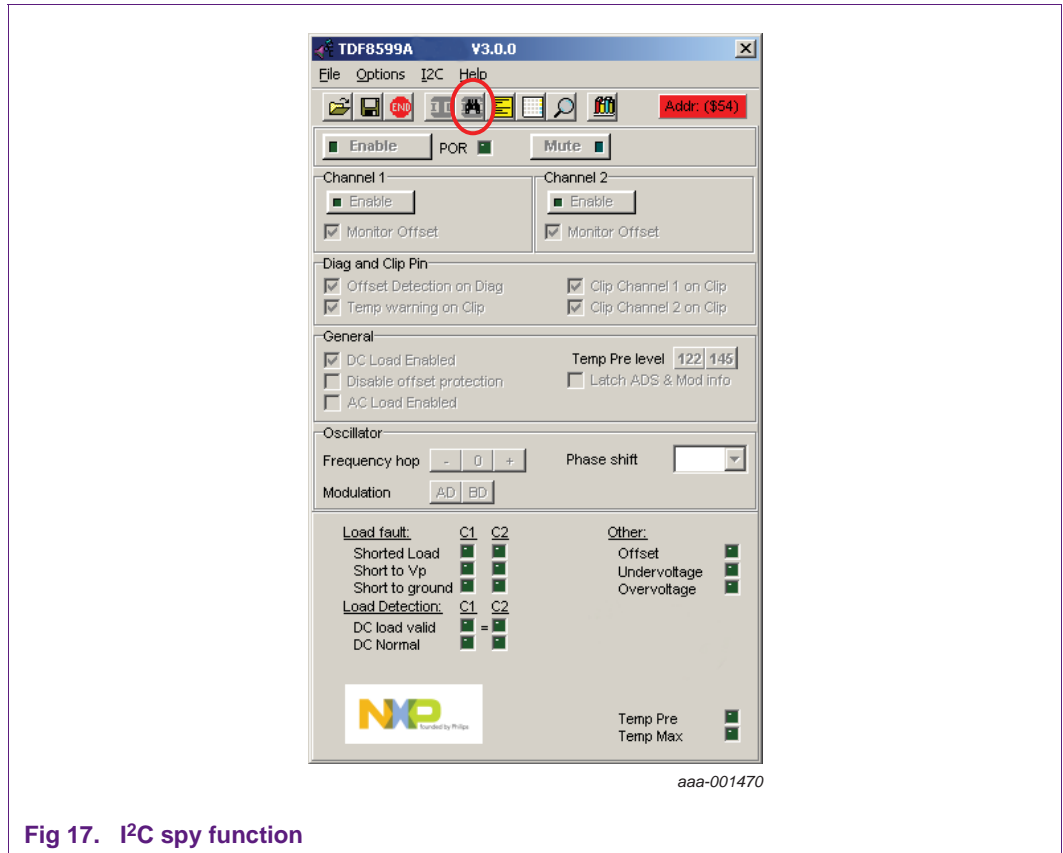 TDF8599A V3.0.0
File Options I2C Help
END
Addr: ($54)
Enable POR Mute
Channel 1 Channel 2
Enable Enable
Monitor Offset Monitor Offset
Diag and Clip Pin
Offset Detection on Diag Clip Channel 1 on Clip
Temp warning on Clip Clip Channel 2 on Clip
General
DC Load Enabled Temp Pre level 122 145
Disable offset protection Latch ADS & Mod info
AC Load Enabled
Oscillator
Frequency hop - 0 + Phase shift
Modulation AD BD
Load fault: C1 C2 Other:
Shorted Load Offset
Short to Vp Undervoltage
Short to ground Overvoltage
Load Detection: C1 C2
DC load valid =
DC Normal
NXP founded by Philips
Temp Pre
Temp Max
aaa-001470
Fig 17. I²C spy function